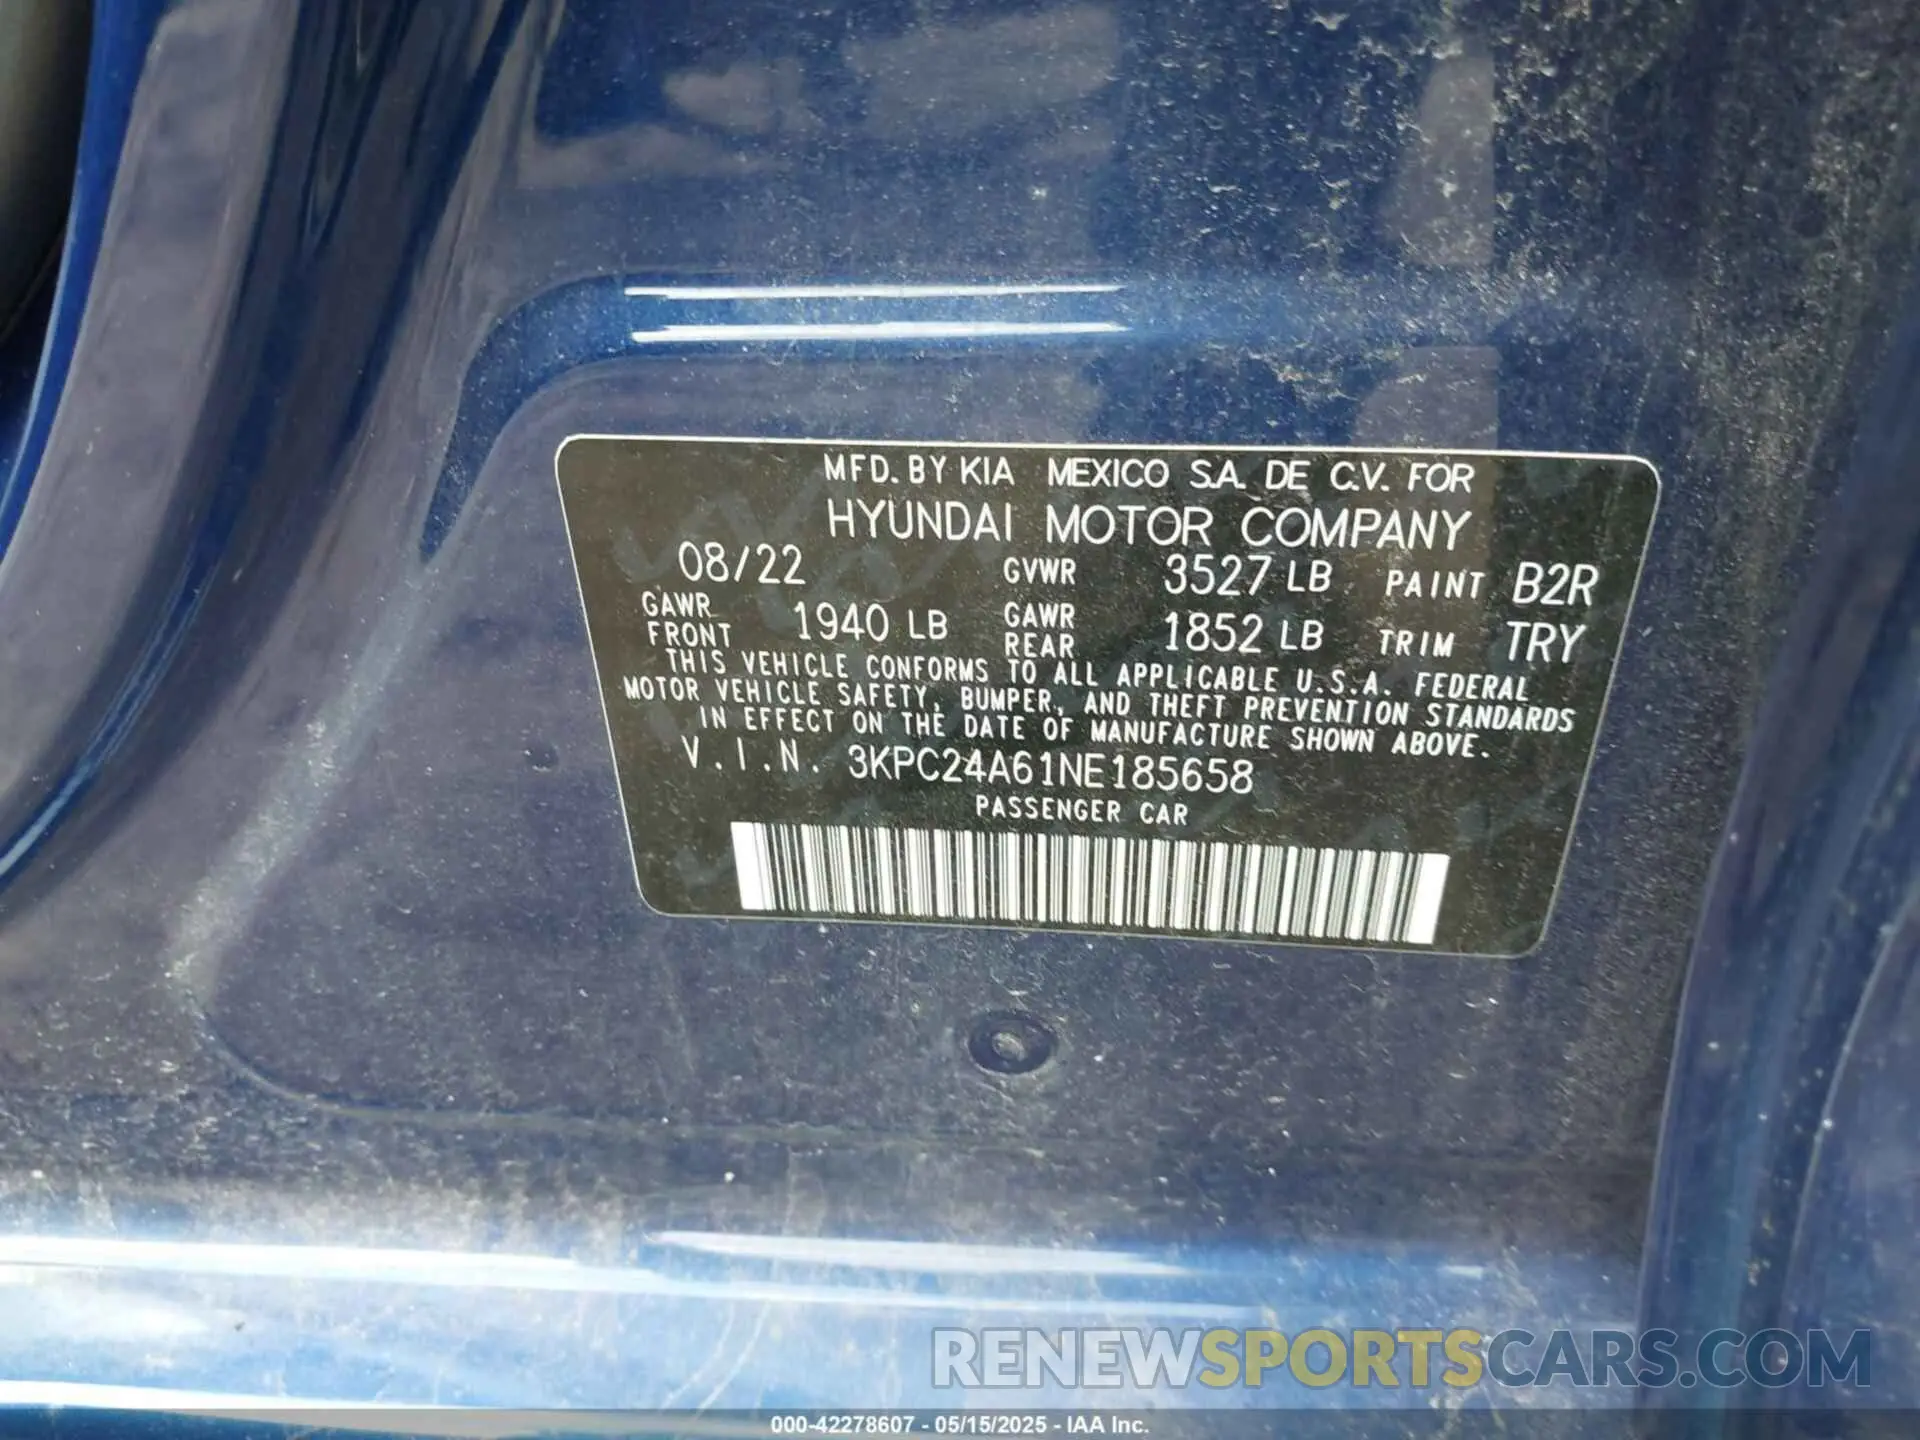 MFD. BY KIA MEXICO S.A. DE C.V. FOR
HYUNDAI MOTOR COMPANY
08/22 GVWR 3527 LB PAINT B2R
GAWR FRONT 1940 LB GAWR REAR 1852 LB TRIM TRY
THIS VEHICLE CONFORMS TO ALL APPLICABLE U.S.A. FEDERAL
MOTOR VEHICLE SAFETY, BUMPER, AND THEFT PREVENTION STANDARDS
IN EFFECT ON THE DATE OF MANUFACTURE SHOWN ABOVE.
V.I.N. 3KPC24A61NE185658
PASSENGER CAR
RENEWSPORTSCARS.COM
000-42278607 - 05/15/2025 - IAA Inc.